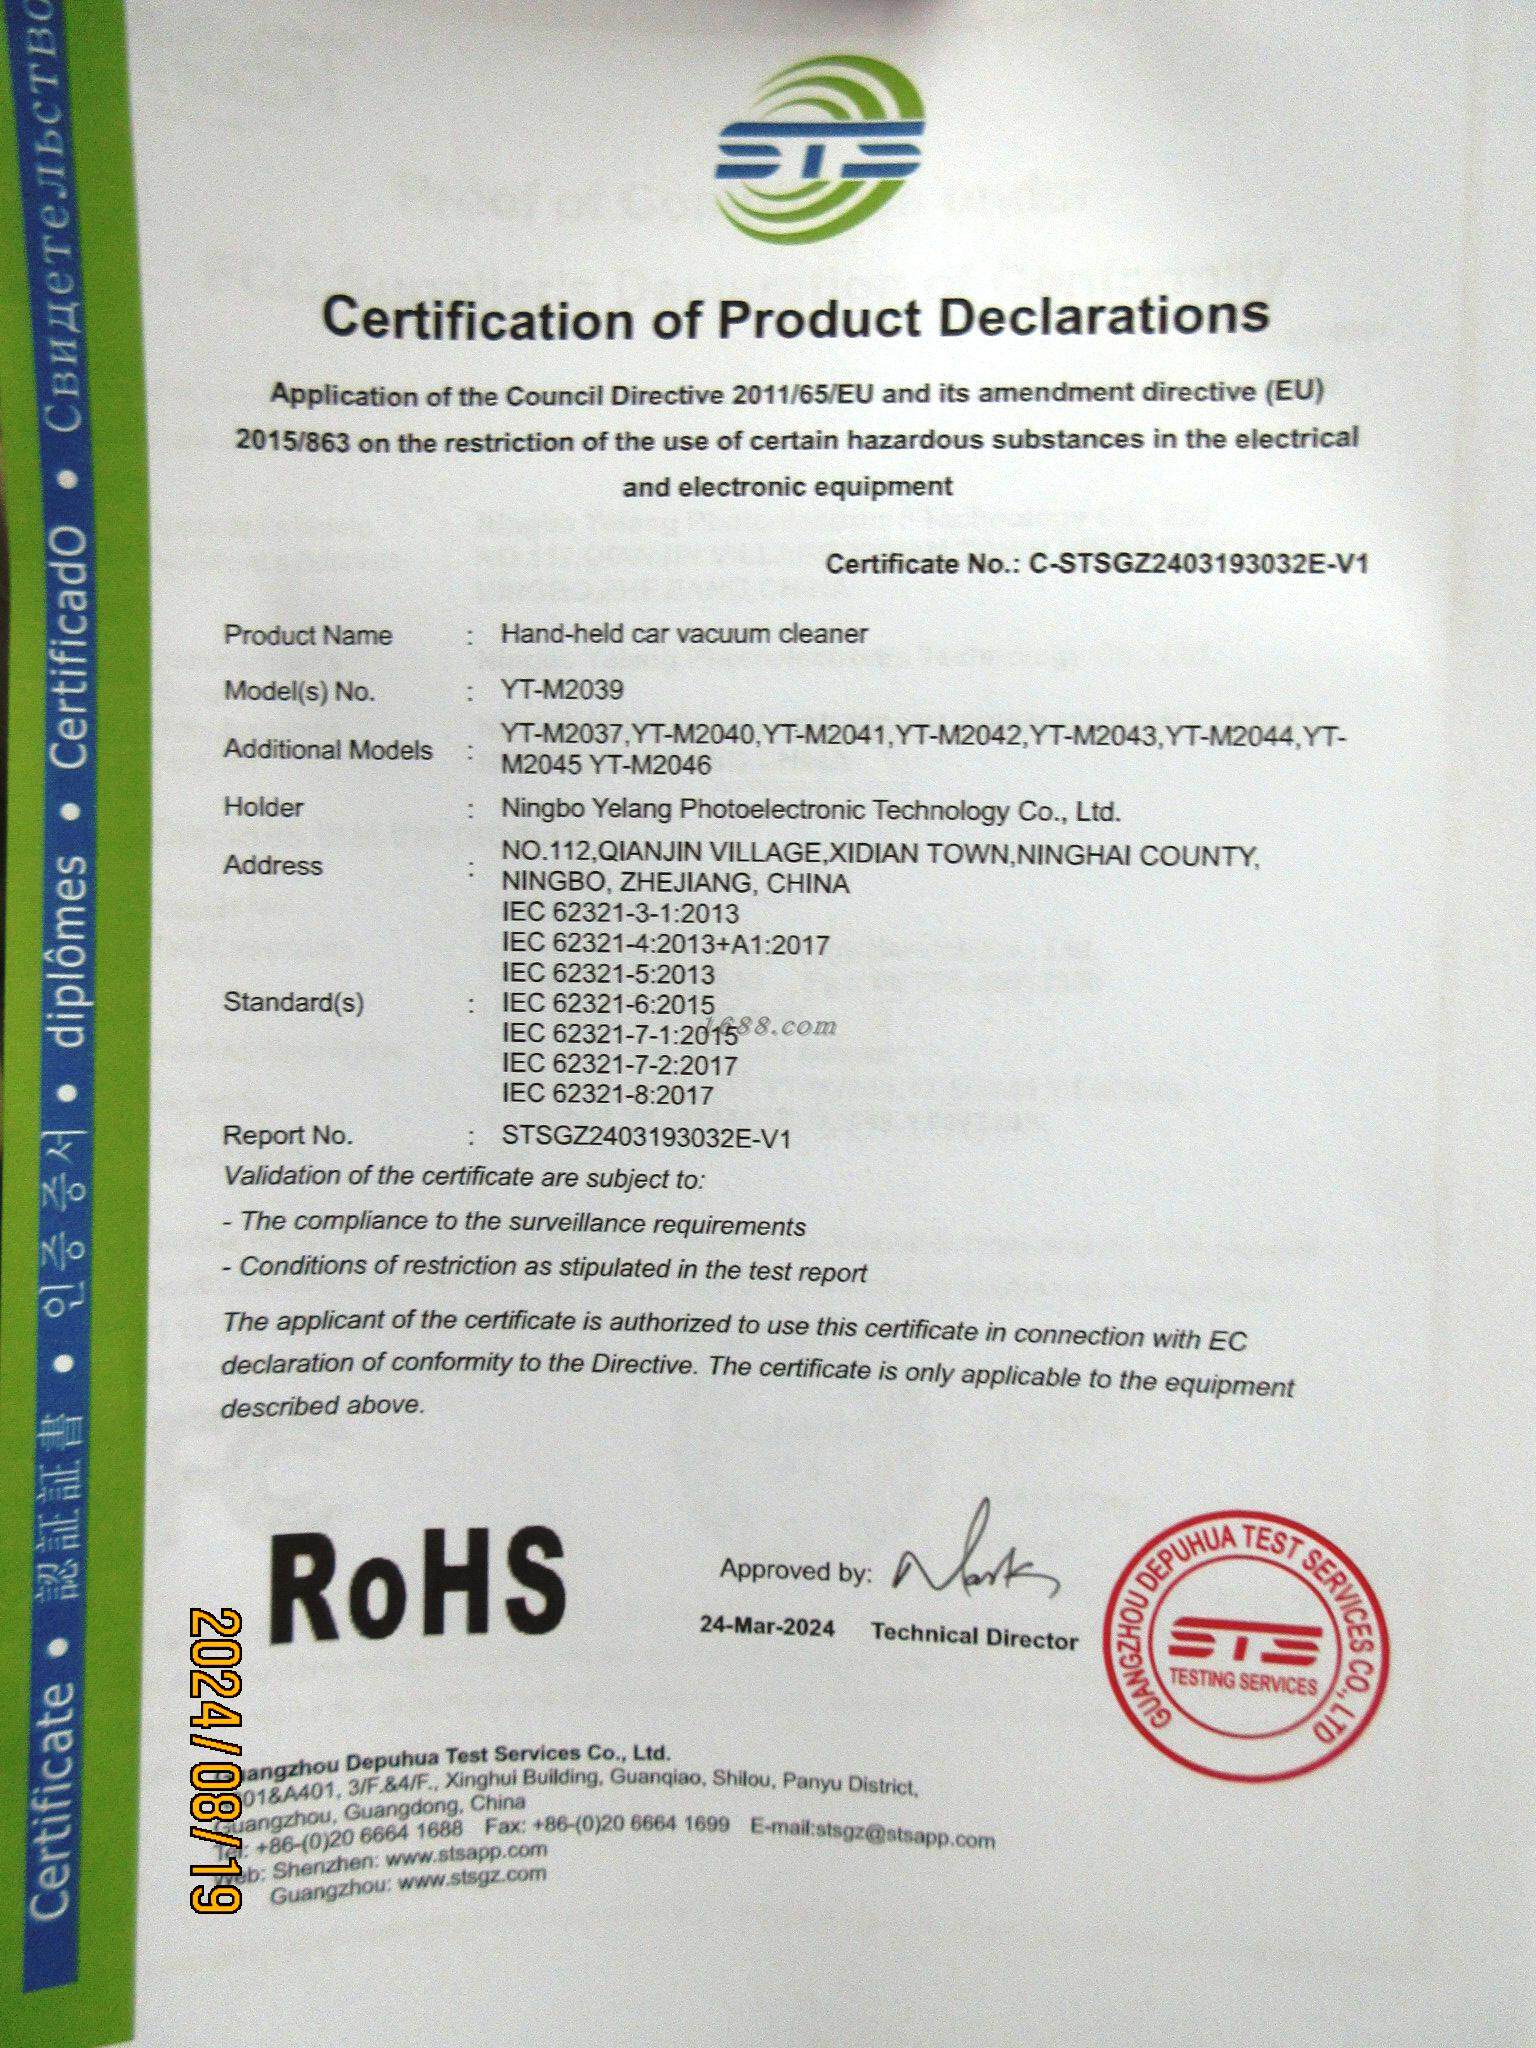 STS
Certification of Product Declarations
Application of the Council Directive 2011/65/EU and its amendment directive (EU)
2015/863 on the restriction of the use of certain hazardous substances in the electrical
and electronic equipment
Certificate No.: C-STSGZ2403193032E-V1
Product Name : Hand-held car vacuum cleaner
Model(s) No. : YT-M2039
Additional Models : YT-M2037,YT-M2040,YT-M2041,YT-M2042,YT-M2043,YT-M2044,YT-
M2045 YT-M2046
Holder : Ningbo Yelang Photoelectronic Technology Co., Ltd.
Address : NO.112,QIANJIN VILLAGE,XIDIAN TOWN,NINGHAI COUNTY,
NINGBO, ZHEJIANG, CHINA
IEC 62321-3-1:2013
IEC 62321-4:2013+A1:2017
IEC 62321-5:2013
Standard(s) : IEC 62321-6:2015
1688.com
IEC 62321-7-1:2015
IEC 62321-7-2:2017
IEC 62321-8:2017
Report No. : STSGZ2403193032E-V1
Validation of the certificate are subject to:
- The compliance to the surveillance requirements
- Conditions of restriction as stipulated in the test report
The applicant of the certificate is authorized to use this certificate in connection with EC
declaration of conformity to the Directive. The certificate is only applicable to the equipment
described above.
RoHS
Approved by: Mark
24-Mar-2024 Technical Director
GUANGZHOU DEPUHUA TEST SERVICES CO., LTD
STS
TESTING SERVICES
Guangzhou Depuhua Test Services Co., Ltd.
01&A401, 3/F.&4/F., Xinghui Building, Guanqiao, Shilou, Panyu District,
Guangzhou, Guangdong, China
Tel: +86-(0)20 6664 1688 Fax: +86-(0)20 6664 1699 E-mail:stsgz@stsapp.com
Web: Shenzhen: www.stsapp.com
Guangzhou: www.stsgz.com
2024/08/19
Certificate • 認証証書 • 인증증서 • diplômes • CertificadO • Свидетельство